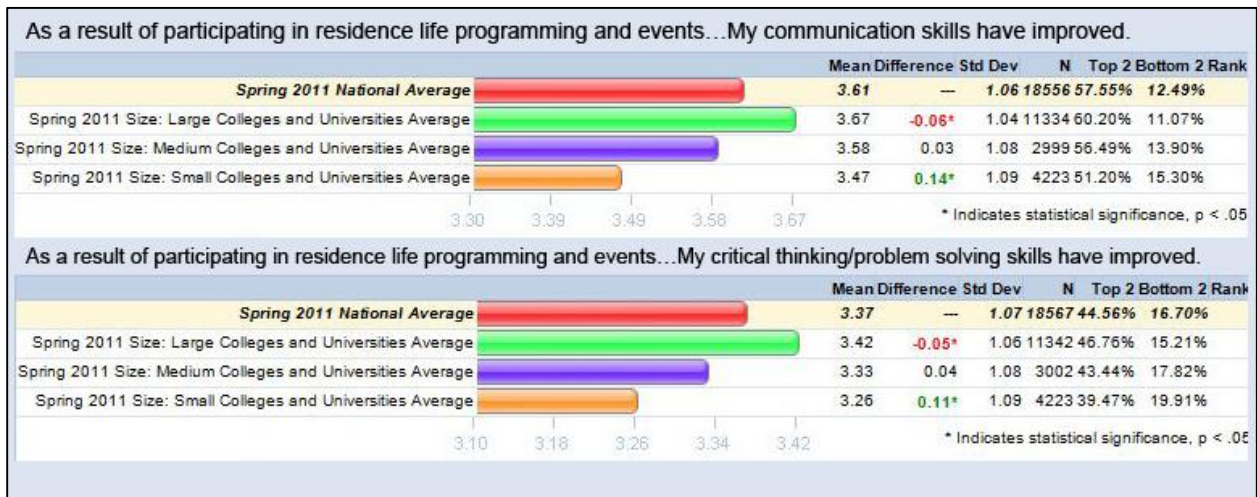 As a result of participating in residence life programming and events…My communication skills have improved.
Mean Difference Std Dev N Top 2 Bottom 2 Rank
Spring 2011 National Average 3.61 --- 1.06 18556 57.55% 12.49%
Spring 2011 Size: Large Colleges and Universities Average 3.67 -0.06* 1.04 11334 60.20% 11.07%
Spring 2011 Size: Medium Colleges and Universities Average 3.58 0.03 1.08 2999 56.49% 13.90%
Spring 2011 Size: Small Colleges and Universities Average 3.47 0.14* 1.09 4223 51.20% 15.30%
3.30 3.39 3.49 3.58 3.67 * Indicates statistical significance, p < .05
As a result of participating in residence life programming and events…My critical thinking/problem solving skills have improved.
Mean Difference Std Dev N Top 2 Bottom 2 Rank
Spring 2011 National Average 3.37 --- 1.07 18567 44.56% 16.70%
Spring 2011 Size: Large Colleges and Universities Average 3.42 -0.05* 1.06 11342 46.76% 15.21%
Spring 2011 Size: Medium Colleges and Universities Average 3.33 0.04 1.08 3002 43.44% 17.82%
Spring 2011 Size: Small Colleges and Universities Average 3.26 0.11* 1.09 4223 39.47% 19.91%
3.10 3.18 3.26 3.34 3.42 * Indicates statistical significance, p < .05